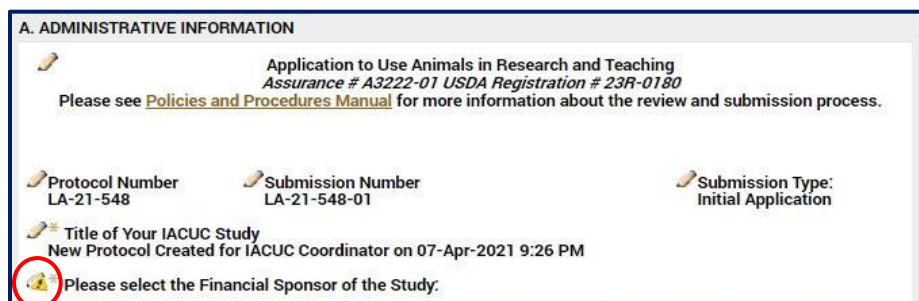 A. ADMINISTRATIVE INFORMATION
Application to Use Animals in Research and Teaching
Assurance # A3222-01 USDA Registration # 23R-0180
Please see Policies and Procedures Manual for more information about the review and submission process.
Protocol Number Submission Number Submission Type:
LA-21-548 LA-21-548-01 Initial Application
* Title of Your IACUC Study
New Protocol Created for IACUC Coordinator on 07-Apr-2021 9:26 PM
* Please select the Financial Sponsor of the Study: